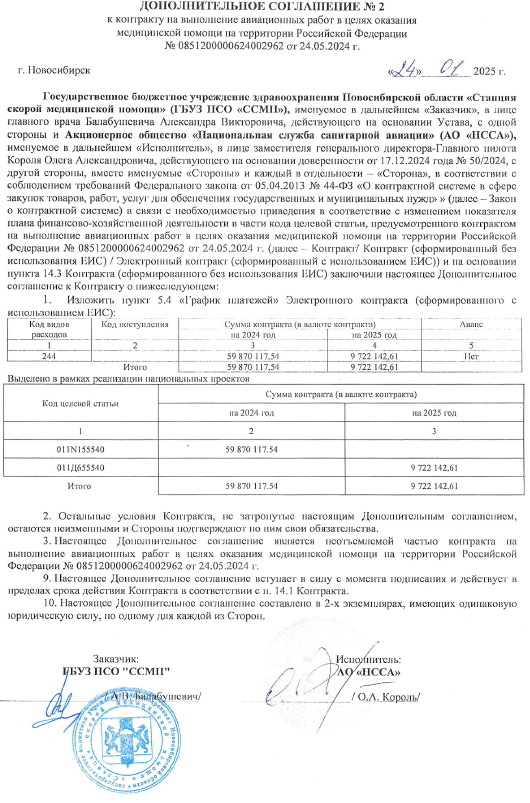 ДОПОЛНИТЕЛЬНОЕ СОГЛАШЕНИЕ № 2
к контракту на выполнение авиационных работ в целях оказания
медицинской помощи на территории Российской Федерации
№ 0851200000624002962 от 24.05.2024 г.
г. Новосибирск «24» 01 2025 г.
Государственное бюджетное учреждение здравоохранения Новосибирской области «Станция
скорой медицинской помощи» (ГБУЗ НСО «ССМП»), именуемое в дальнейшем «Заказчик», в лице
главного врача Балабушевича Александра Викторовича, действующего на основании Устава, с одной
стороны и Акционерное общество «Национальная служба санитарной авиации» (АО «НССА»),
именуемое в дальнейшем «Исполнитель», в лице заместителя генерального директора-Главного пилота
Короля Олега Александровича, действующего на основании доверенности от 17.12.2024 года № 50/2024, с
другой стороны, вместе именуемые «Стороны» и каждый в отдельности – «Сторона», в соответствии с
соблюдением требований Федерального закона от 05.04.2013 № 44-ФЗ «О контрактной системе в сфере
закупок товаров, работ, услуг для обеспечения государственных и муниципальных нужд» » (далее – Закон
о контрактной системе) в связи с необходимостью приведения в соответствие с изменением показателя
плана финансово-хозяйственной деятельности в части кода целевой статьи, предусмотренного контрактом
на выполнение авиационных работ в целях оказания медицинской помощи на территории Российской
Федерации № 0851200000624002962 от 24.05.2024 г. (далее – Контракт/ Контракт (сформированный без
использования ЕИС) / Электронный контракт (сформированный с использованием ЕИС)) и на основании
пункта 14.3 Контракта (сформированного без использования ЕИС) заключили настоящее Дополнительное
соглашение к Контракту о нижеследующем:
1. Изложить пункт 5.4 «График платежей» Электронного контракта (сформированного с
использованием ЕИС):
Код видов расходов Код поступления Сумма контракта (в валюте контракта) Аванс
на 2024 год на 2025 год
1 2 3 4 5
244 59 870 117,54 9 722 142,61 Нет
Итого 59 870 117,54 9 722 142,61
Выделено в рамках реализации национальных проектов
Код целевой статьи Сумма контракта (в валюте контракта)
на 2024 год на 2025 год
1 2 3
011N155540 59 870 117.54
011Д655540 9 722 142,61
Итого 59 870 117.54 9 722 142,61
2. Остальные условия Контракта, не затронутые настоящим Дополнительным соглашением,
остаются неизменными и Стороны подтверждают по ним свои обязательства.
3. Настоящее Дополнительное соглашение является неотъемлемой частью контракта на
выполнение авиационных работ в целях оказания медицинской помощи на территории Российской
Федерации № 0851200000624002962 от 24.05.2024 г.
9. Настоящее Дополнительное соглашение вступает в силу с момента подписания и действует в
пределах срока действия Контракта в соответствии с п. 14.1 Контракта.
10. Настоящее Дополнительное соглашение составлено в 2-х экземплярах, имеющих одинаковую
юридическую силу, по одному для каждой из Сторон.
Заказчик: Исполнитель:
ГБУЗ НСО "ССМП" АО «НССА»
/ А.В. Балабушевич/ / О.А. Король/